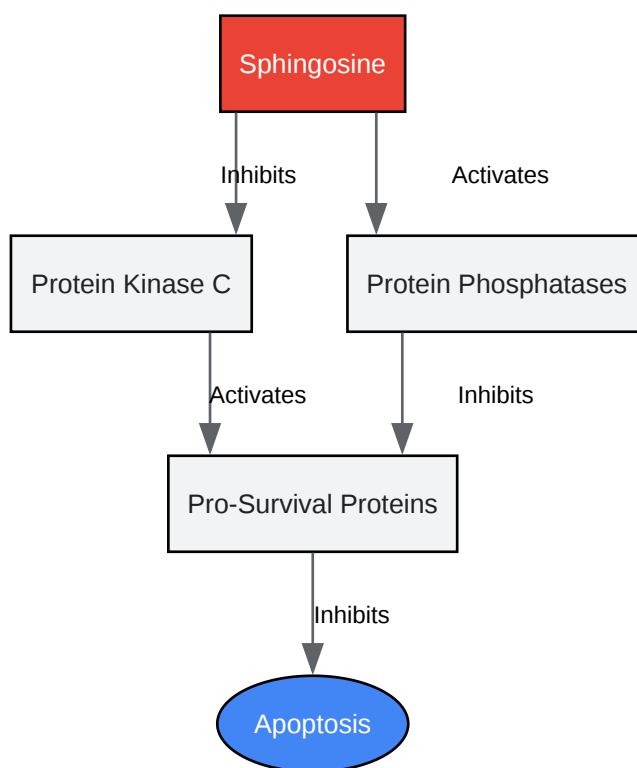 Sphingosine
Inhibits
Activates
Protein Kinase C
Protein Phosphatases
Activates
Inhibits
Pro-Survival Proteins
Inhibits
Apoptosis